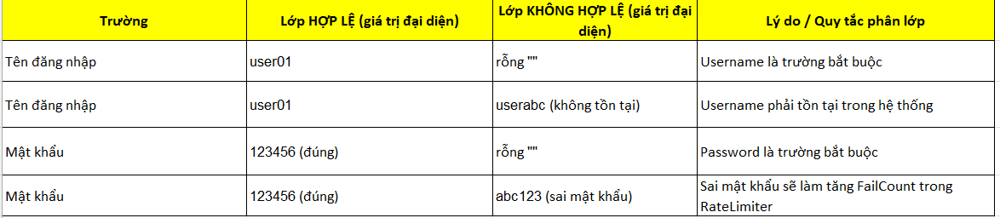 Trường Lớp HỢP LỆ (giá trị đại diện) Lớp KHÔNG HỢP LỆ (giá trị đại diện) Lý do / Quy tắc phân lớp
Tên đăng nhập user01 rỗng "" Username là trường bắt buộc
Tên đăng nhập user01 userabc (không tồn tại) Username phải tồn tại trong hệ thống
Mật khẩu 123456 (đúng) rỗng "" Password là trường bắt buộc
Mật khẩu 123456 (đúng) abc123 (sai mật khẩu) Sai mật khẩu sẽ làm tăng FailCount trong RateLimiter